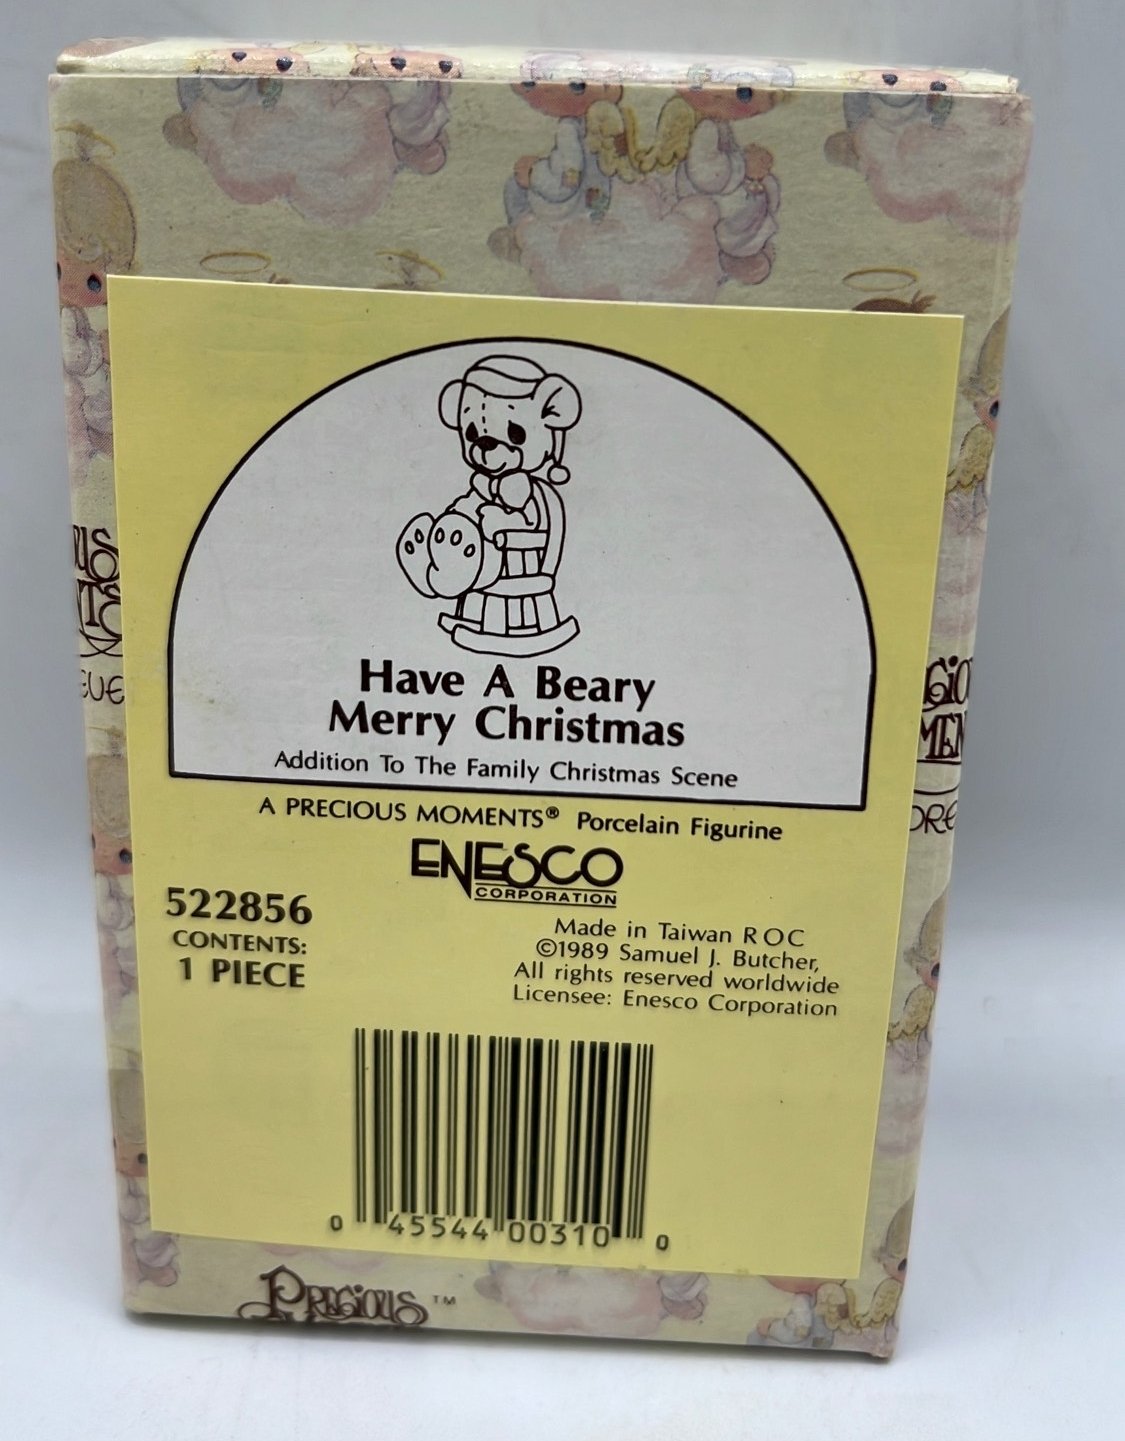 Have A Beary
Merry Christmas
Addition To The Family Christmas Scene
A PRECIOUS MOMENTS® Porcelain Figurine
ENESCO
CORPORATION
522856
CONTENTS:
1 PIECE
Made in Taiwan ROC
©1989 Samuel J. Butcher,
All rights reserved worldwide
Licensee: Enesco Corporation
0 45544 00310 0
PRECIOUS™